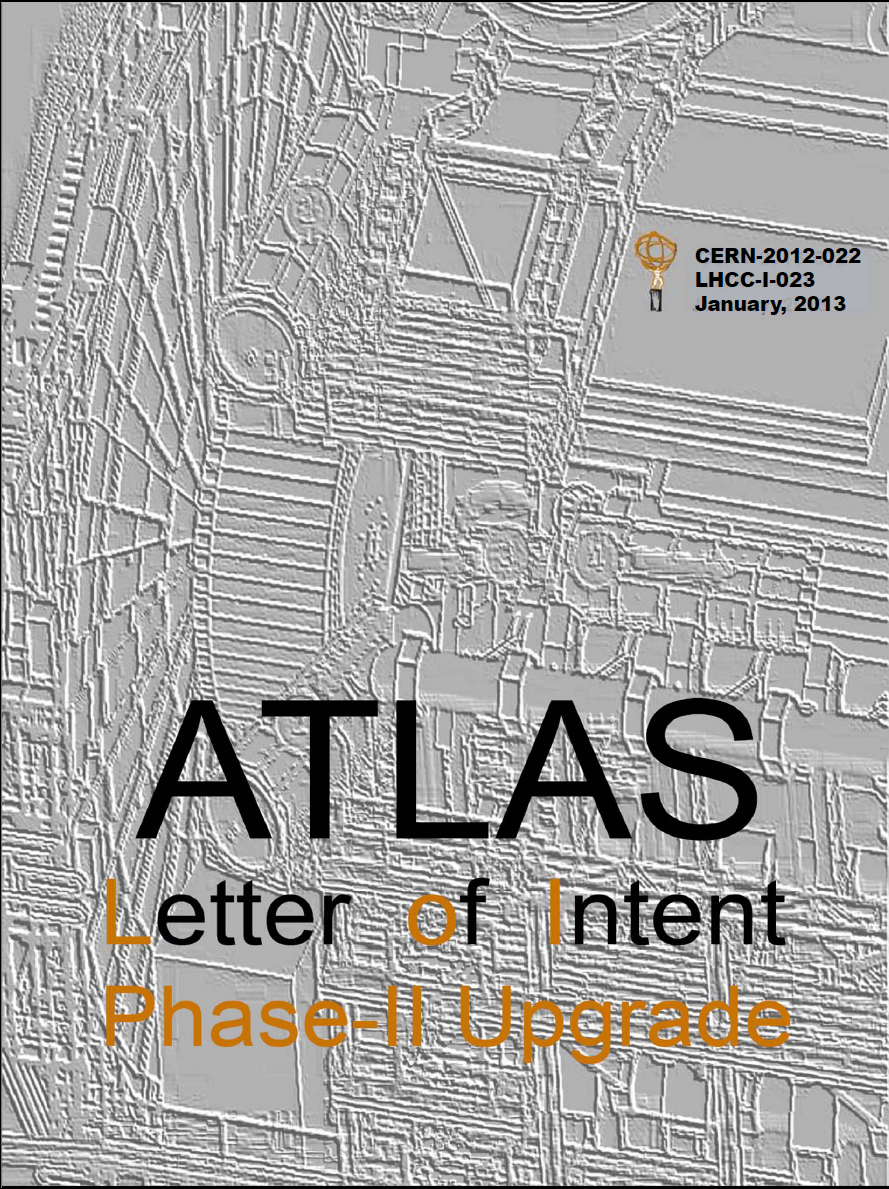 CERN-2012-022
LHCC-I-023
January, 2013
ATLAS
Letter of Intent
Phase-II Upgrade